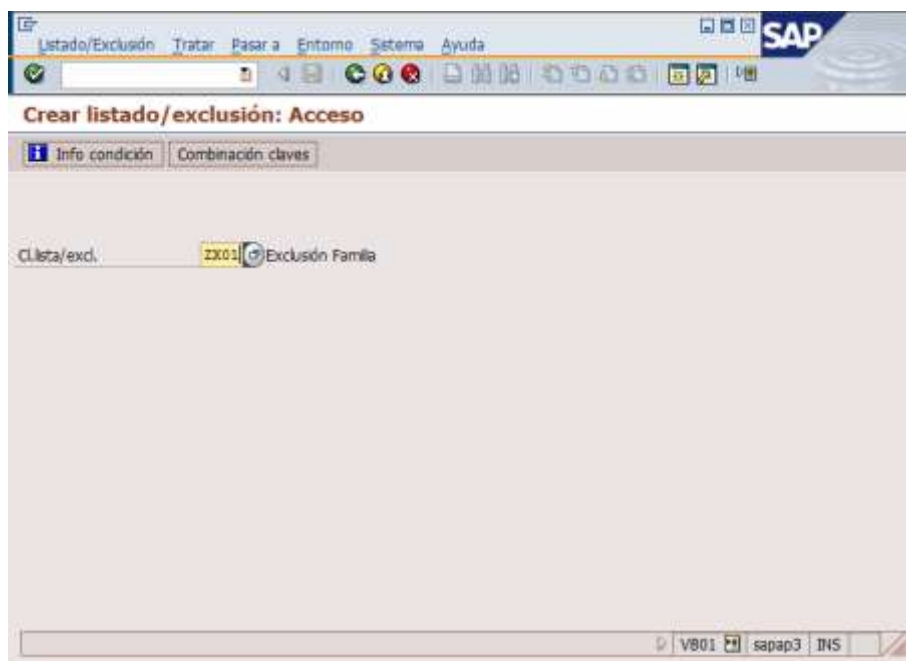 Listado/Exclusión Tratar Pasar a Entorno Sistema Ayuda
SAP
Crear listado/exclusión: Acceso
Info condición Combinación claves
Cl.lista/excl. ZX01 Exclusión Familia
VB01 sapap3 INS